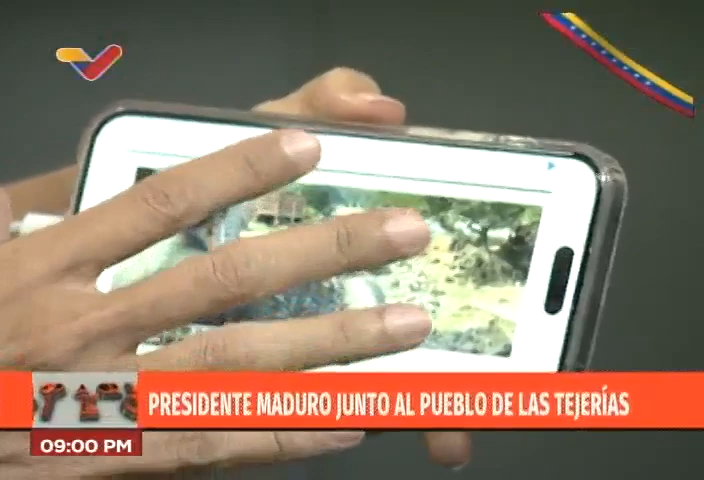 PRESIDENTE MADURO JUNTO AL PUEBLO DE LAS TEJERÍAS
09:00 PM